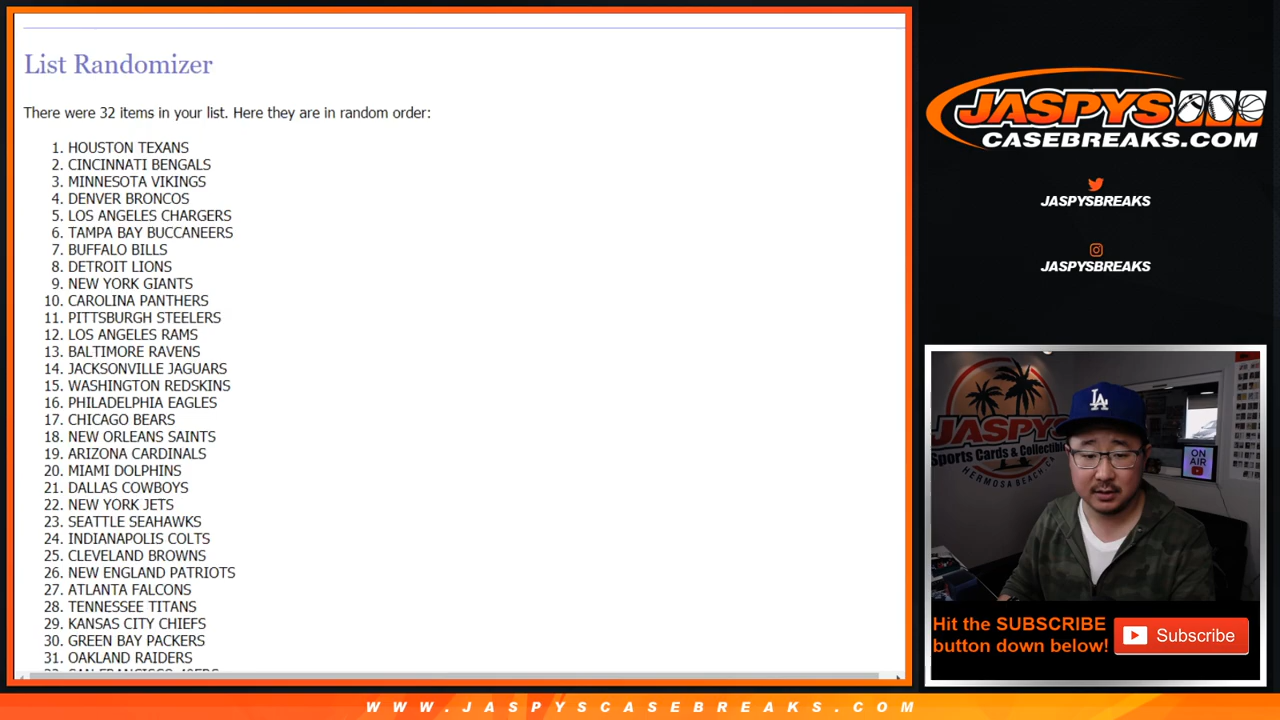 List Randomizer
There were 32 items in your list. Here they are in random order:
1. HOUSTON TEXANS
2. CINCINNATI BENGALS
3. MINNESOTA VIKINGS
4. DENVER BRONCOS
5. LOS ANGELES CHARGERS
6. TAMPA BAY BUCCANEERS
7. BUFFALO BILLS
8. DETROIT LIONS
9. NEW YORK GIANTS
10. CAROLINA PANTHERS
11. PITTSBURGH STEELERS
12. LOS ANGELES RAMS
13. BALTIMORE RAVENS
14. JACKSONVILLE JAGUARS
15. WASHINGTON REDSKINS
16. PHILADELPHIA EAGLES
17. CHICAGO BEARS
18. NEW ORLEANS SAINTS
19. ARIZONA CARDINALS
20. MIAMI DOLPHINS
21. DALLAS COWBOYS
22. NEW YORK JETS
23. SEATTLE SEAHAWKS
24. INDIANAPOLIS COLTS
25. CLEVELAND BROWNS
26. NEW ENGLAND PATRIOTS
27. ATLANTA FALCONS
28. TENNESSEE TITANS
29. KANSAS CITY CHIEFS
30. GREEN BAY PACKERS
31. OAKLAND RAIDERS
32. SAN FRANCISCO 49ERS
JASPYS
CASEBREAKS.COM
JASPYSBREAKS
JASPYSBREAKS
JASPYS
Sports Cards & Collectibles
HERMOSA BEACH CA
LA
ON
AIR
Hit the SUBSCRIBE
button down below!
Subscribe
WWW.JASPYSCASEBREAKS.COM